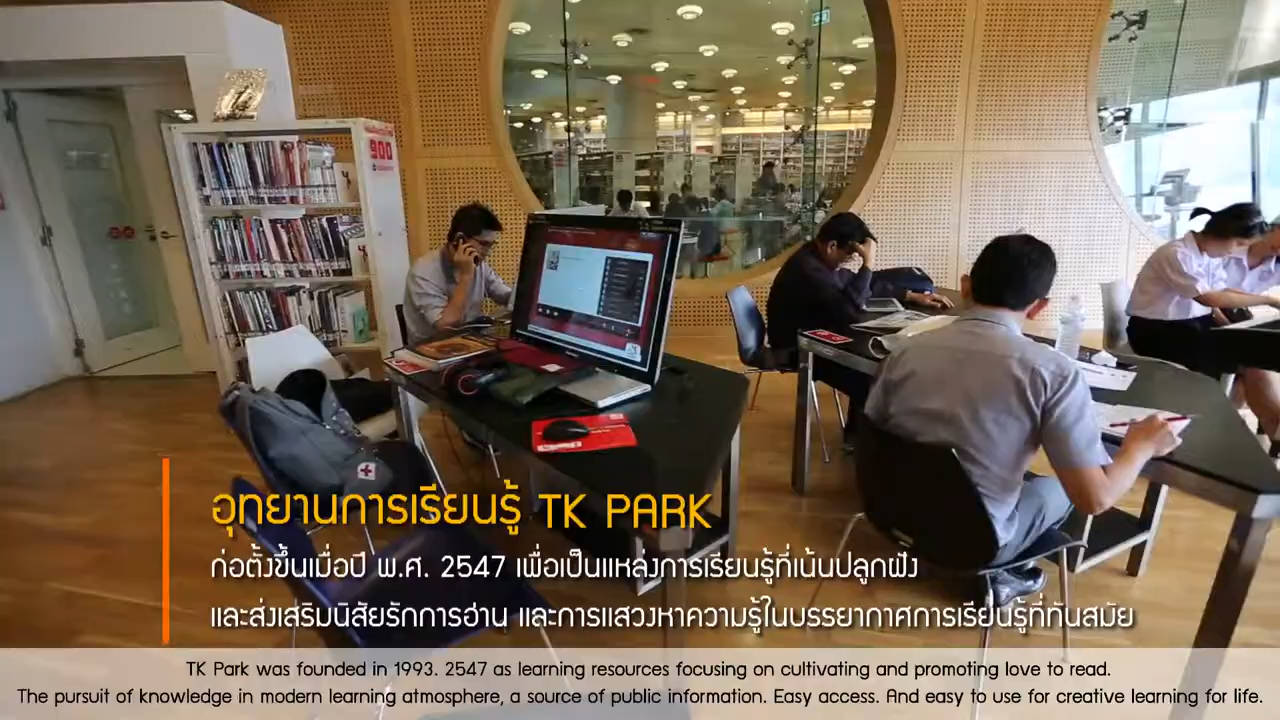 900
อุทยานการเรียนรู้ TK PARK
ก่อตั้งขึ้นเมื่อปี พ.ศ. 2547 เพื่อเป็นแหล่งการเรียนรู้ที่เน้นปลูกฝัง
และส่งเสริมนิสัยรักการอ่าน และการแสวงหาความรู้ในบรรยากาศการเรียนรู้ที่ทันสมัย
TK Park was founded in 1993. 2547 as learning resources focusing on cultivating and promoting love to read.
The pursuit of knowledge in modern learning atmosphere, a source of public information. Easy access. And easy to use for creative learning for life.